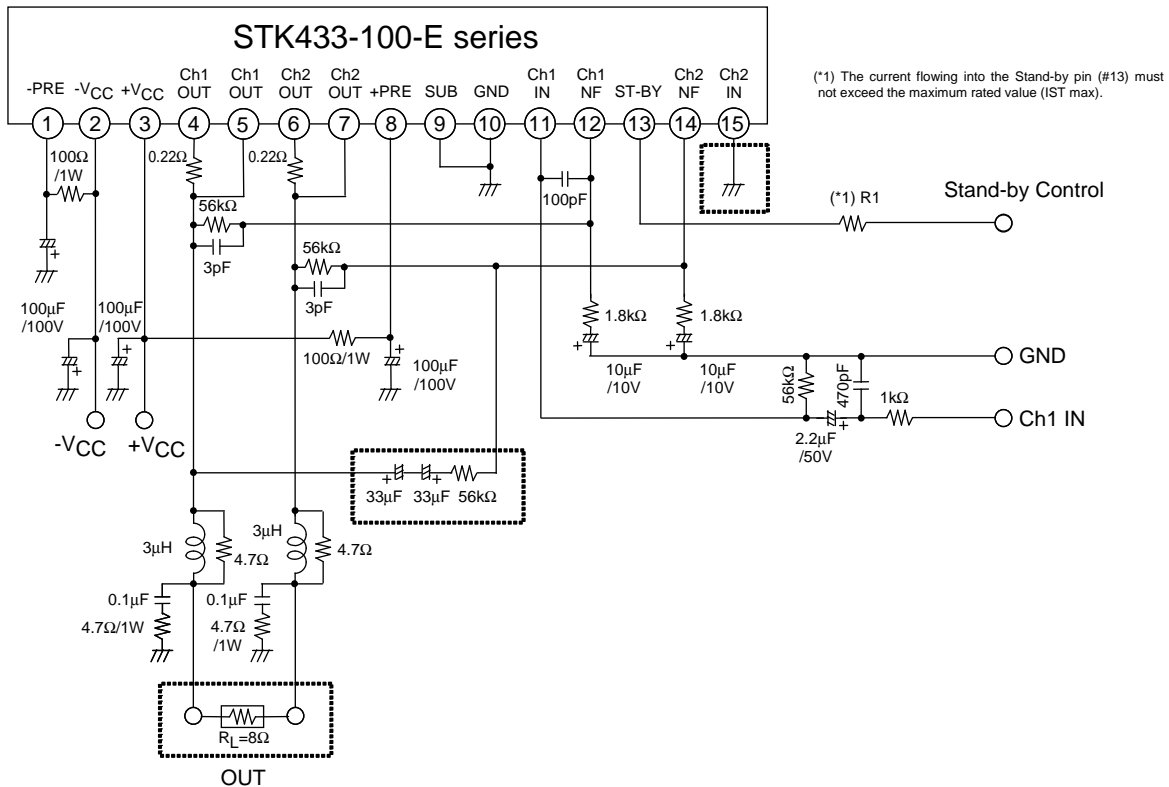 STK433-100-E series
-PRE -VCC +VCC Ch1 OUT Ch1 OUT Ch2 OUT Ch2 OUT +PRE SUB GND Ch1 IN Ch1 NF ST-BY Ch2 NF Ch2 IN
1 2 3 4 5 6 7 8 9 10 11 12 13 14 15
(*1) The current flowing into the Stand-by pin (#13) must
not exceed the maximum rated value (IST max).
100Ω
/1W
0.22Ω
0.22Ω
100pF
(*1) R1
Stand-by Control
56kΩ
3pF
56kΩ
3pF
+
100µF
/100V
100µF
/100V
+
+
100Ω/1W
+
100µF
/100V
1.8kΩ
1.8kΩ
+
+
10µF
/10V
10µF
/10V
GND
56kΩ
470pF
1kΩ
+
2.2µF
/50V
Ch1 IN
-VCC
+VCC
+
+
33µF 33µF 56kΩ
3µH
4.7Ω
3µH
4.7Ω
0.1µF
4.7Ω/1W
0.1µF
4.7Ω
/1W
RL=8Ω
OUT